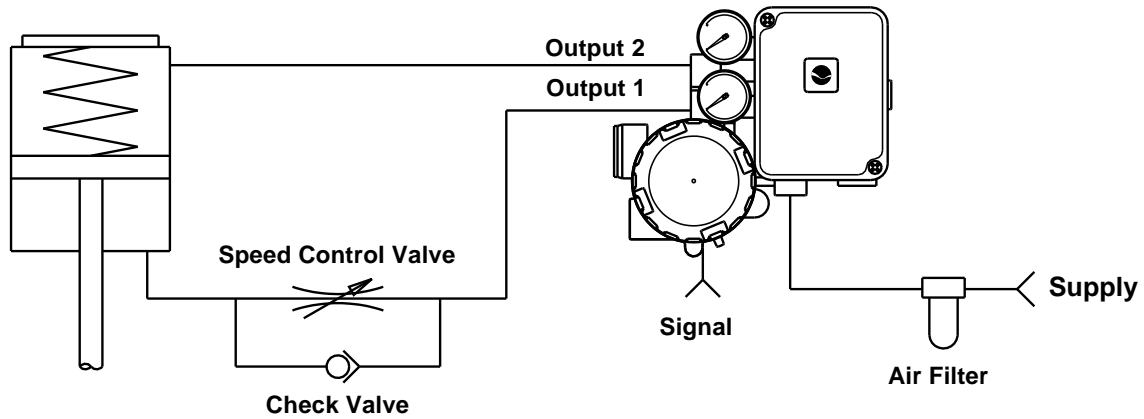 Output 2
Output 1
Speed Control Valve
Supply
Signal
Air Filter
Check Valve